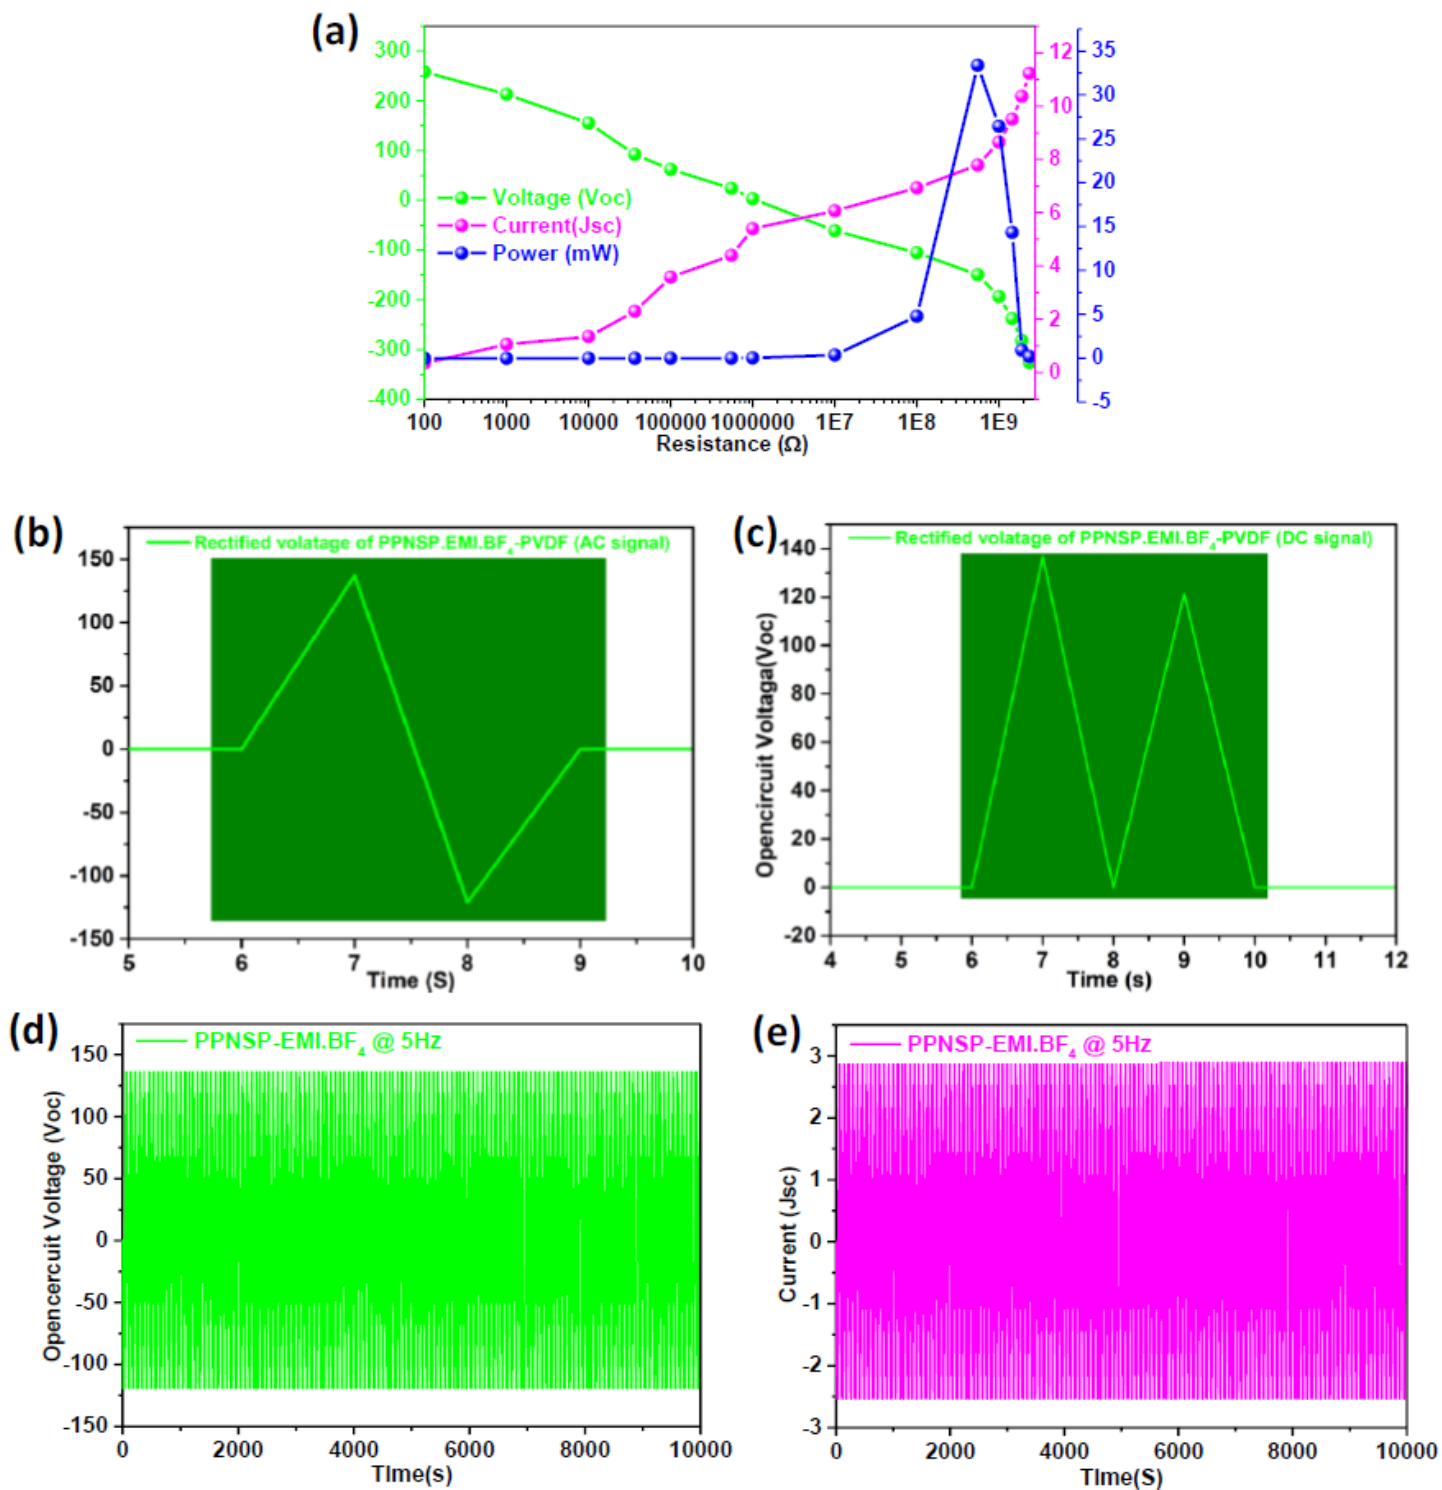 (a)
300
200
100
0
-100
-200
-300
-400
12
10
8
6
4
2
0
35
30
25
20
15
10
5
0
-5
Voltage (Voc)
Current(Jsc)
Power (mW)
100 1000 10000 100000 1000000 1E7 1E8 1E9
Resistance (Ω)
(b)
Rectified volatage of PPNSP.EMI.BF4-PVDF (AC signal)
150
100
50
0
-50
-100
-150
5 6 7 8 9 10
Time (S)
(c)
Rectified voltage of PPNSP.EMI.BF4-PVDF (DC signal)
Opencircuit Voltaga(Voc)
140
120
100
80
60
40
20
0
-20
4 5 6 7 8 9 10 11 12
Time (s)
(d)
PPNSP-EMI.BF4 @ 5Hz
Opencercuit Voltage (Voc)
150
100
50
0
-50
-100
-150
0 2000 4000 6000 8000 10000
TIme(s)
(e)
PPNSP-EMI.BF4 @ 5Hz
Current (Jsc)
3
2
1
0
-1
-2
-3
0 2000 4000 6000 8000 10000
TIme(S)